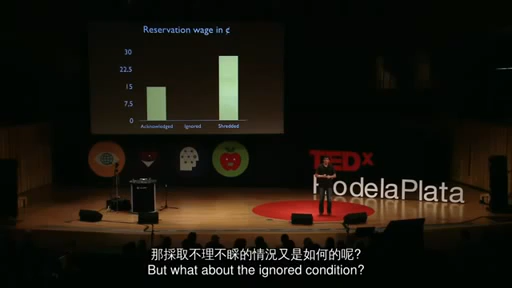 Reservation wage in ¢
30
22.5
15
7.5
0
Acknowledged
Ignored
Shredded
TEDx
RiodelaPlata
那採取不理不睬的情況又是如何的呢?
But what about the ignored condition?